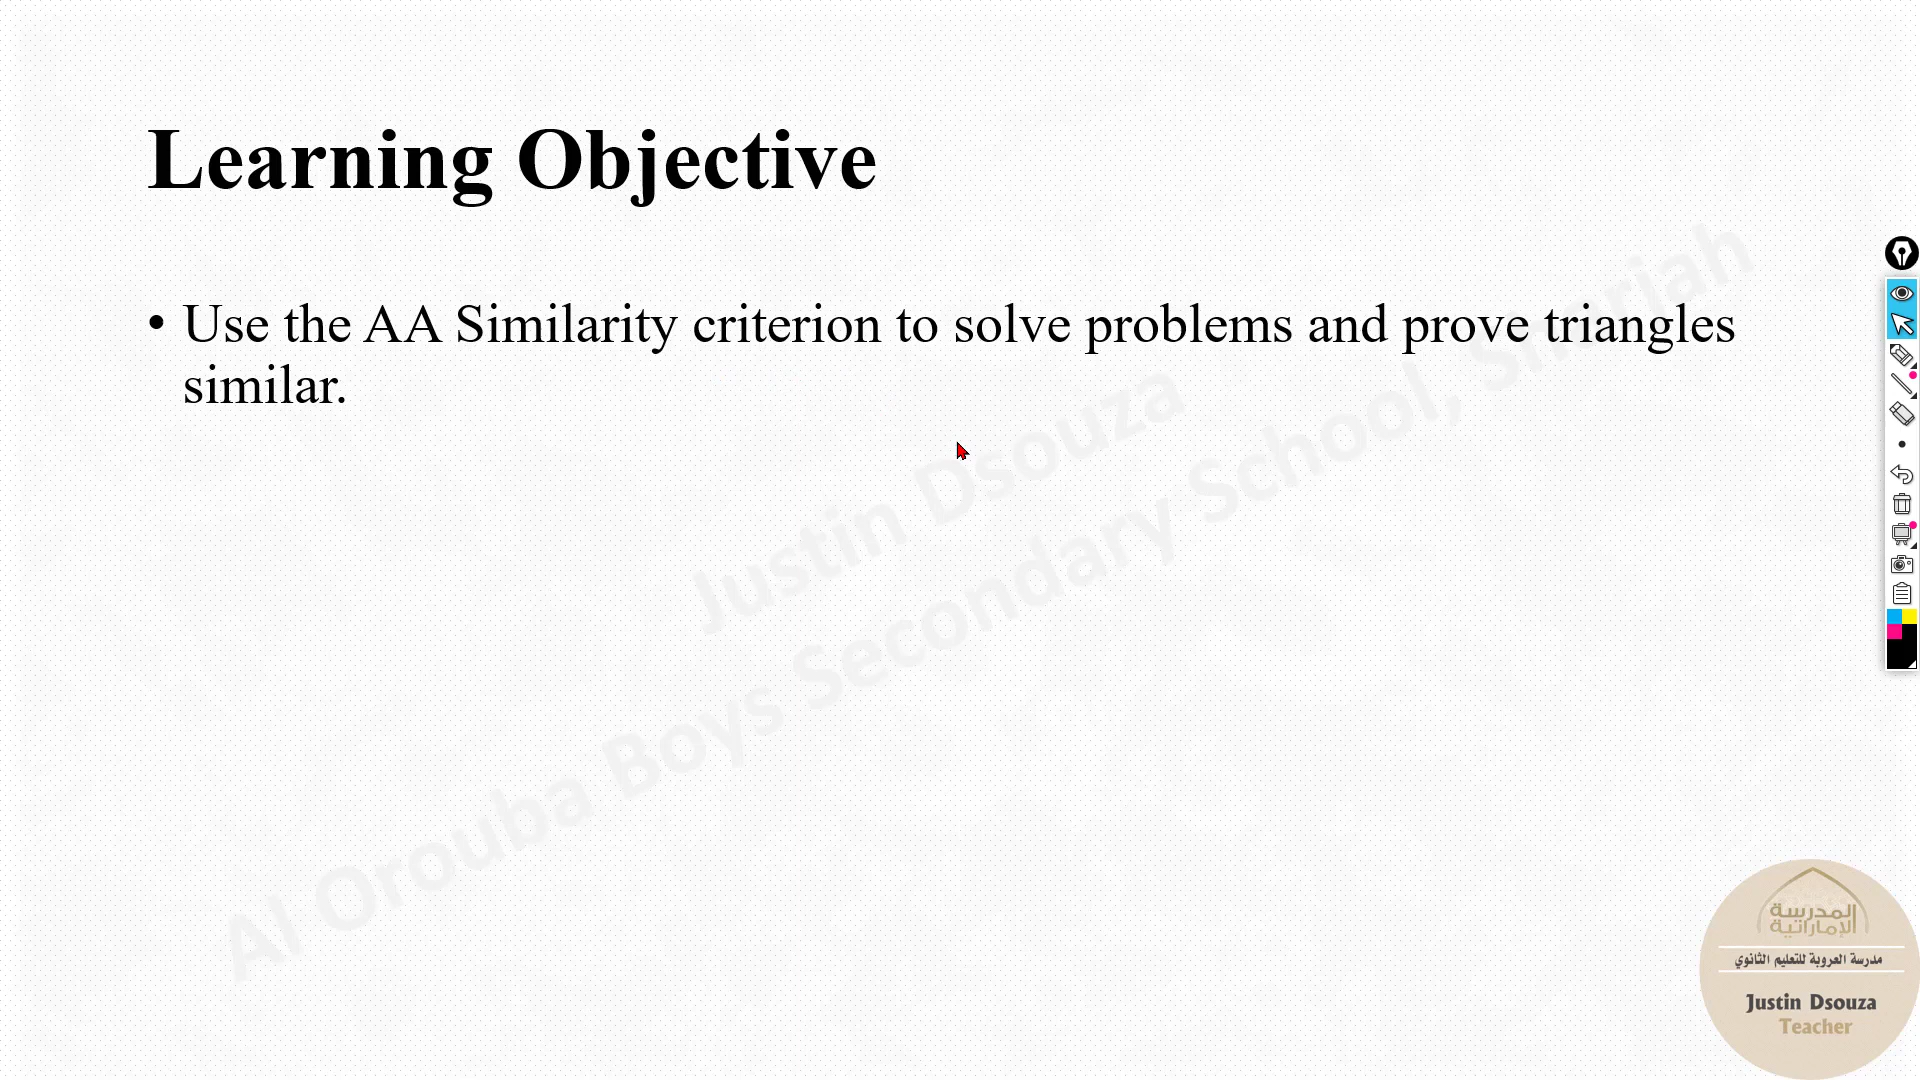 Learning Objective
• Use the AA Similarity criterion to solve problems and prove triangles
similar.
Justin Dsouza
Al Orouba Boys Secondary School, Sharjah
المدرسة
الإماراتية
مدرسة العروبة للتعليم الثانوي
Justin Dsouza
Teacher